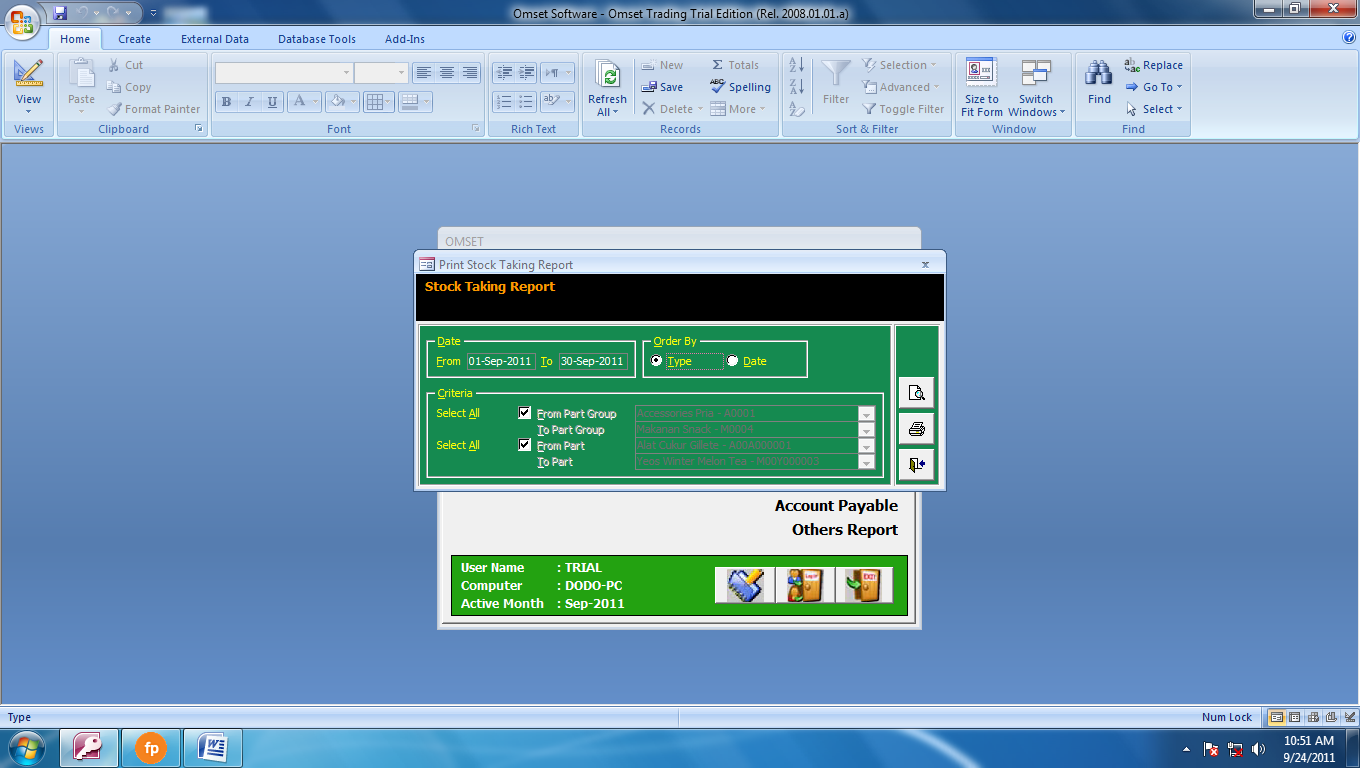 Omset Software - Omset Trading Trial Edition (Rel. 2008.01.01.a)
Home Create External Data Database Tools Add-Ins
View
Views
Paste
Cut
Copy
Format Painter
Clipboard
B I U A
Font
Rich Text
Refresh
All
New
Save
Delete
Totals
Spelling
More
Records
Filter
Selection
Advanced
Toggle Filter
Sort & Filter
Size to
Fit Form
Switch
Windows
Window
Find
Replace
Go To
Select
Find
OMSET
Print Stock Taking Report
Stock Taking Report
Date
From 01-Sep-2011 To 30-Sep-2011
Order By
Type Date
Criteria
Select All From Part Group Accessories Pria - A0001
To Part Group Makanan Snack - M0004
Select All From Part Alat Cukur Gillete - A00A000001
To Part Yeos Winter Melon Tea - M00Y000003
Account Payable
Others Report
User Name : TRIAL
Computer : DODO-PC
Active Month : Sep-2011
EXIT
Type
Num Lock
fp
10:51 AM
9/24/2011